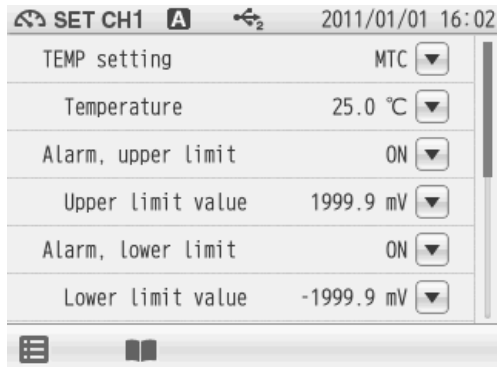 SET CH1 A 2 2011/01/01 16:02
TEMP setting MTC
Temperature 25.0 ℃
Alarm, upper limit ON
Upper limit value 1999.9 mV
Alarm, lower limit ON
Lower limit value -1999.9 mV